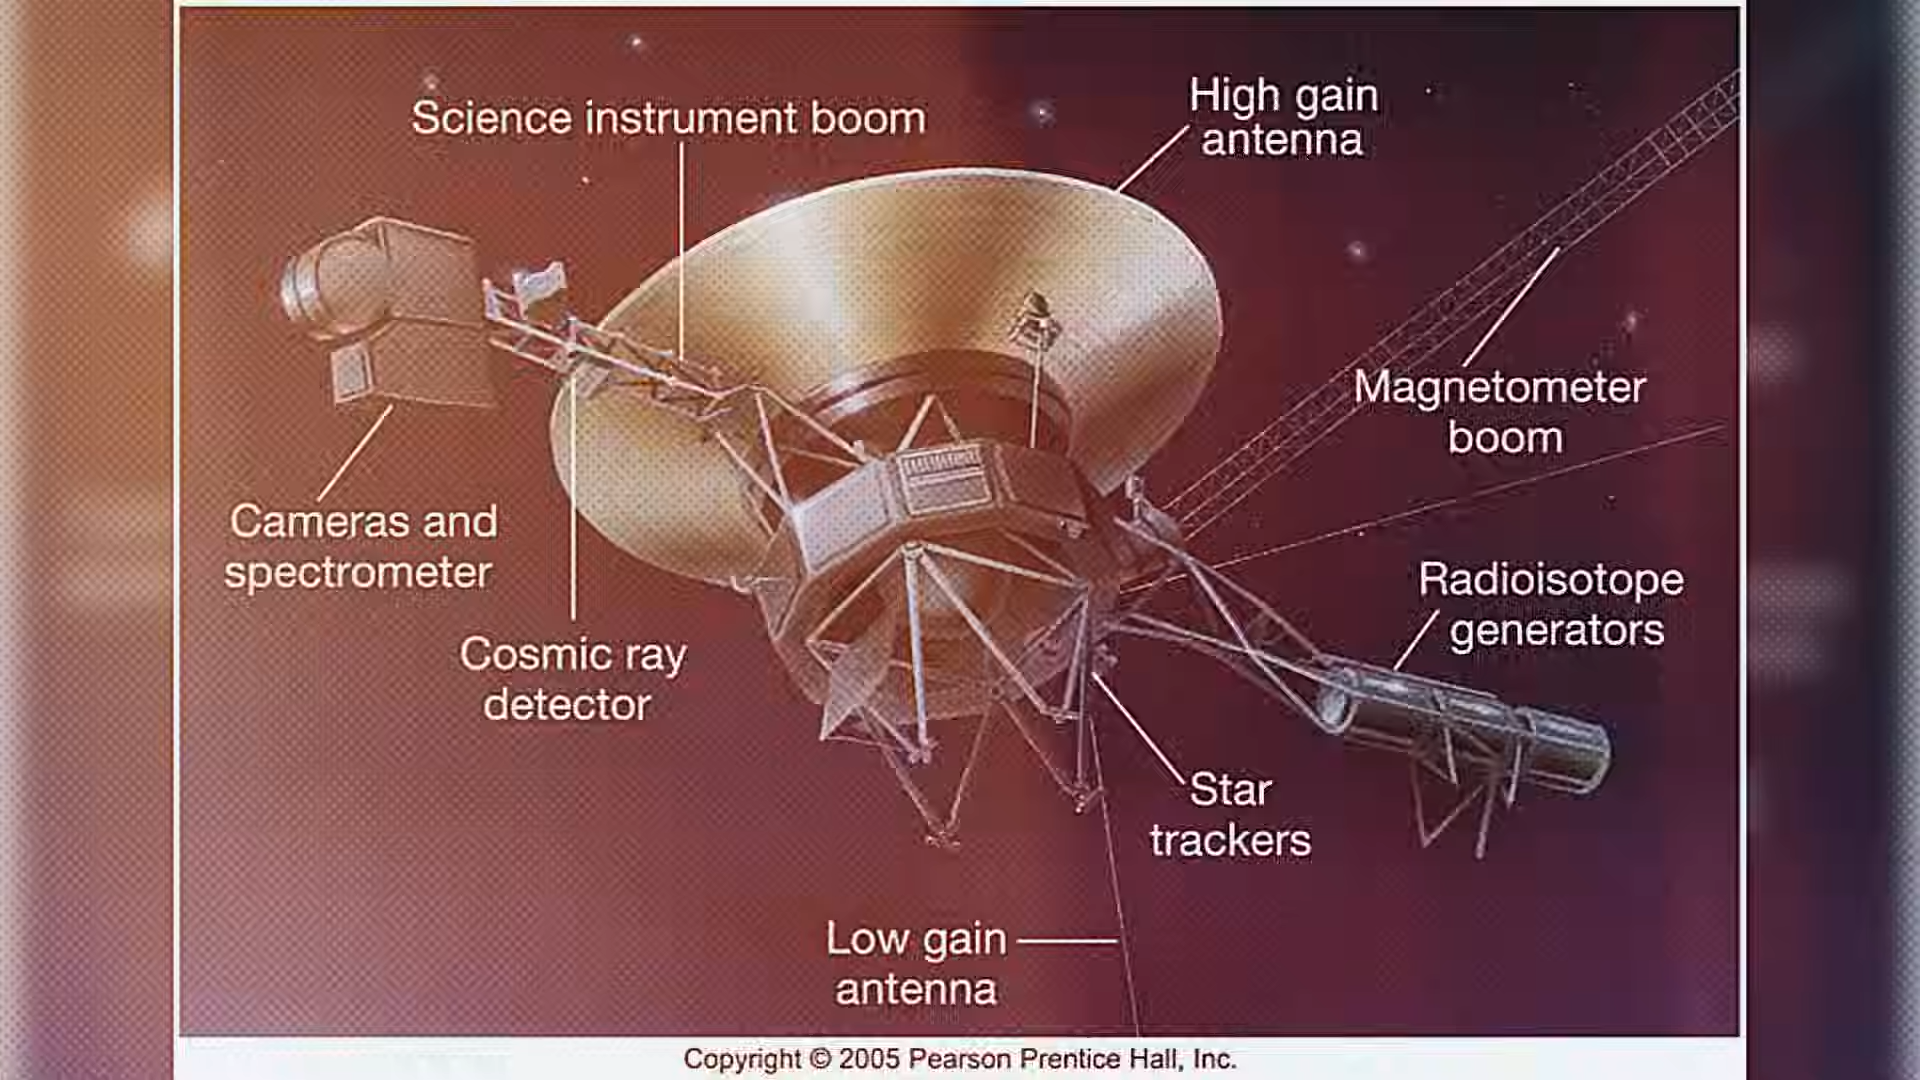 Science instrument boom
High gain
antenna
Magnetometer
boom
Cameras and
spectrometer
Radioisotope
generators
Cosmic ray
detector
Star
trackers
Low gain
antenna
Copyright © 2005 Pearson Prentice Hall, Inc.